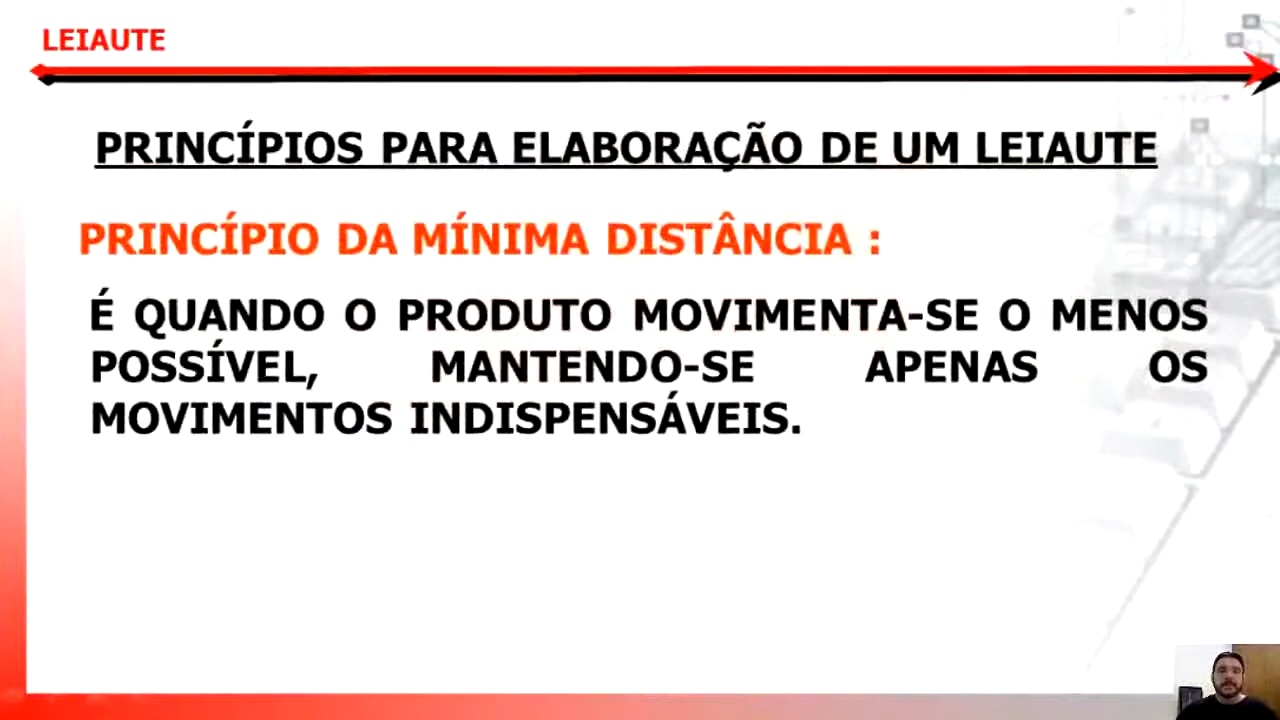 LEIAUTE
PRINCÍPIOS PARA ELABORAÇÃO DE UM LEIAUTE
PRINCÍPIO DA MÍNIMA DISTÂNCIA :
É QUANDO O PRODUTO MOVIMENTA-SE O MENOS
POSSÍVEL, MANTENDO-SE APENAS OS
MOVIMENTOS INDISPENSÁVEIS.